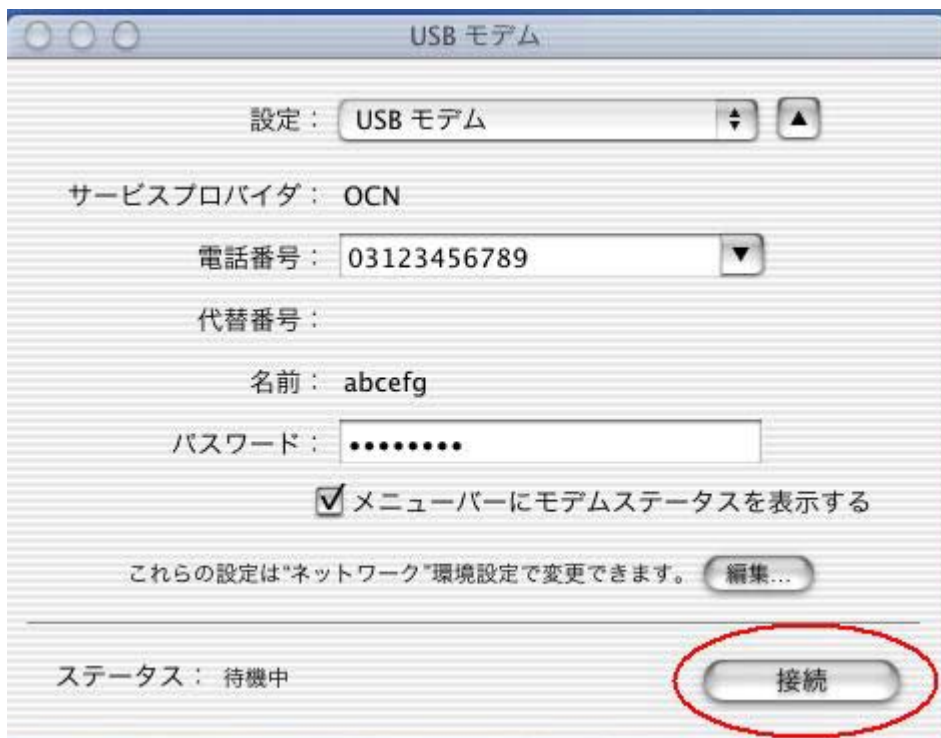 USB モデム
設定： USB モデム
サービスプロバイダ： OCN
電話番号： 03123456789
代替番号：
名前： abcefg
パスワード： ••••••••
メニューバーにモデムステータスを表示する
これらの設定は“ネットワーク”環境設定で変更できます。 編集...
ステータス： 待機中 接続